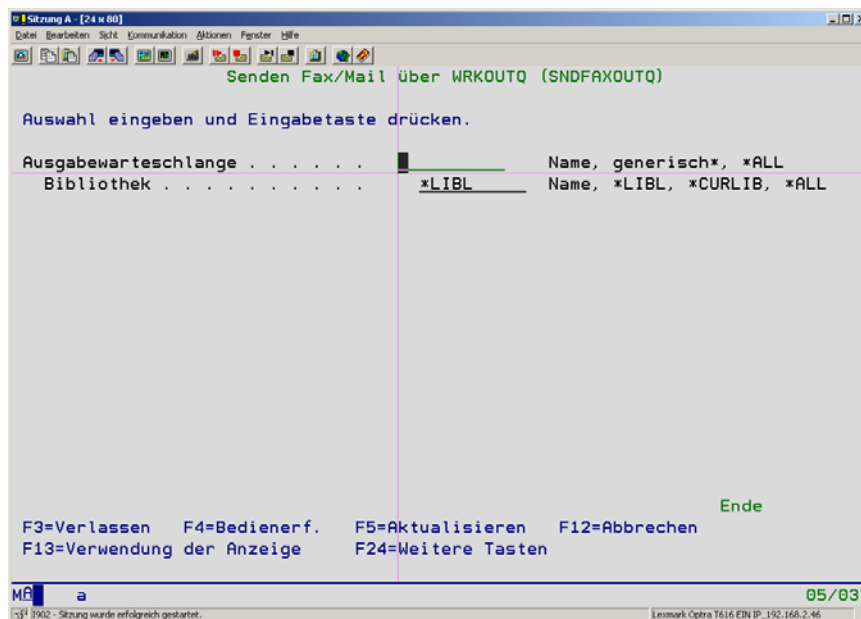 Sitzung A - [24 x 80]
Datei Bearbeiten Sicht Kommunikation Aktionen Fenster Hilfe
Senden Fax/Mail über WRKOUTQ (SNDFAXOUTQ)
Auswahl eingeben und Eingabetaste drücken.
Ausgabewarteschlange . . . . . . Name, generisch*, *ALL
Bibliothek . . . . . . . . . . *LIBL Name, *LIBL, *CURLIB, *ALL
Ende
F3=Verlassen F4=Bedienerf. F5=Aktualisieren F12=Abbrechen
F13=Verwendung der Anzeige F24=Weitere Tasten
MA a 05/03
I902 - Sitzung wurde erfolgreich gestartet. Lexmark Optra T616 EIN IP_192.168.2.46